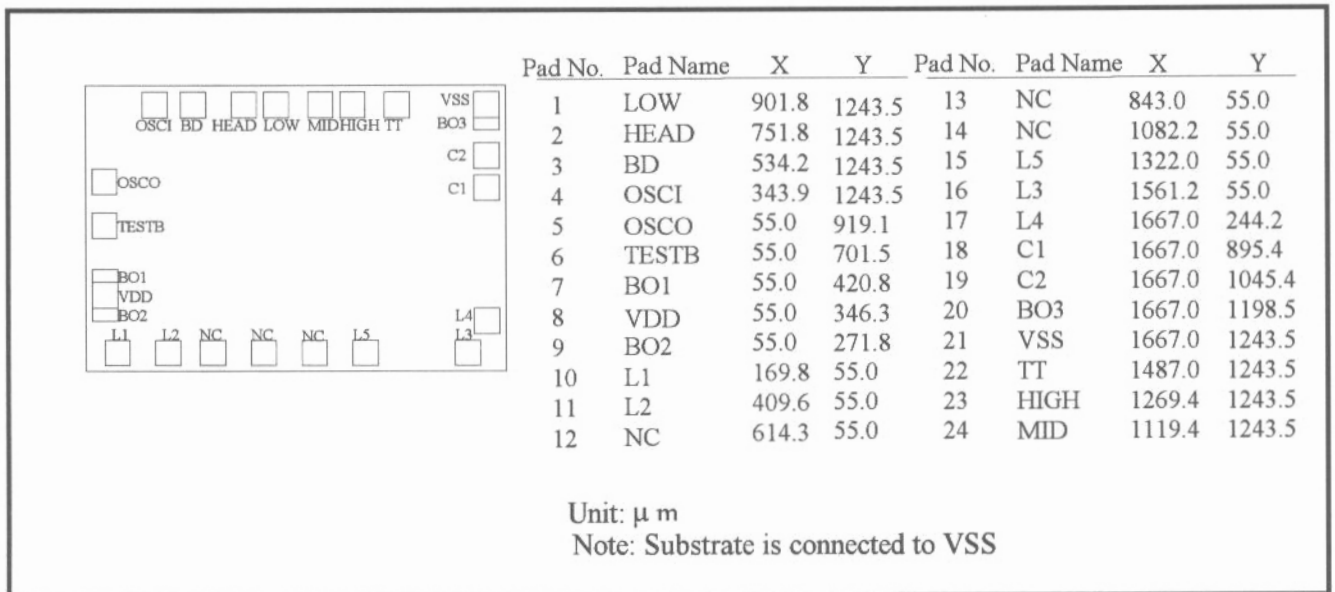 VSS
OSCI BD HEAD LOW MID HIGH TT BO3
C2
OSCO C1
TESTB
BO1
VDD
BO2 L4
L1 L2 NC NC NC L5 L3
Pad No. Pad Name X Y Pad No. Pad Name X Y
1 LOW 901.8 1243.5 13 NC 843.0 55.0
2 HEAD 751.8 1243.5 14 NC 1082.2 55.0
3 BD 534.2 1243.5 15 L5 1322.0 55.0
4 OSCI 343.9 1243.5 16 L3 1561.2 55.0
5 OSCO 55.0 919.1 17 L4 1667.0 244.2
6 TESTB 55.0 701.5 18 C1 1667.0 895.4
7 BO1 55.0 420.8 19 C2 1667.0 1045.4
8 VDD 55.0 346.3 20 BO3 1667.0 1198.5
9 BO2 55.0 271.8 21 VSS 1667.0 1243.5
10 L1 169.8 55.0 22 TT 1487.0 1243.5
11 L2 409.6 55.0 23 HIGH 1269.4 1243.5
12 NC 614.3 55.0 24 MID 1119.4 1243.5
Unit: μ m
Note: Substrate is connected to VSS